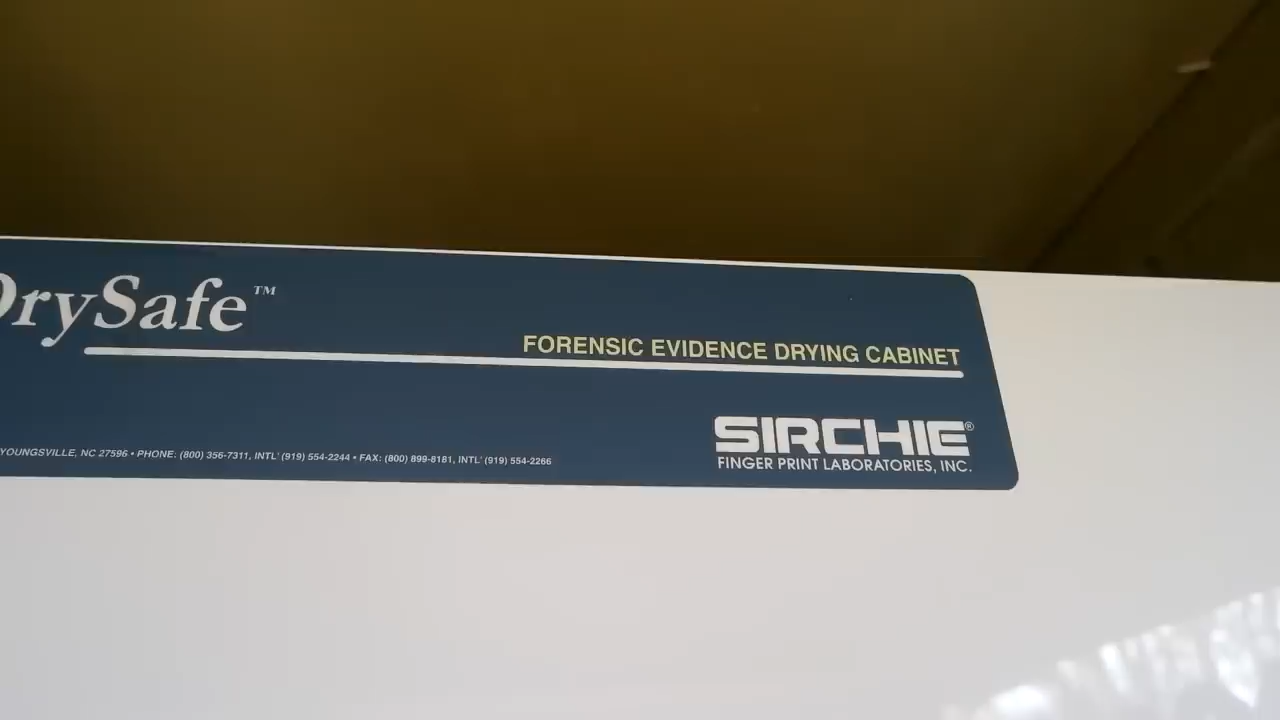 DrySafe™
FORENSIC EVIDENCE DRYING CABINET
SIRCHIE®
FINGER PRINT LABORATORIES, INC.
YOUNGSVILLE, NC 27596 • PHONE: (800) 356-7311, INTL' (919) 554-2244 • FAX: (800) 899-8181, INTL' (919) 554-2266